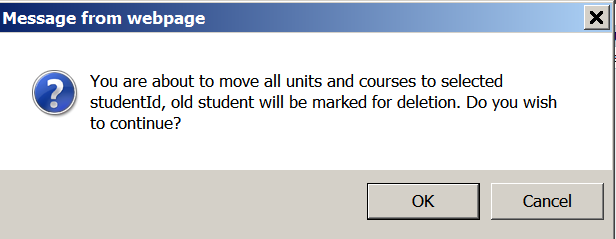 Message from webpage
You are about to move all units and courses to selected
studentId, old student will be marked for deletion. Do you wish
to continue?
OK
Cancel